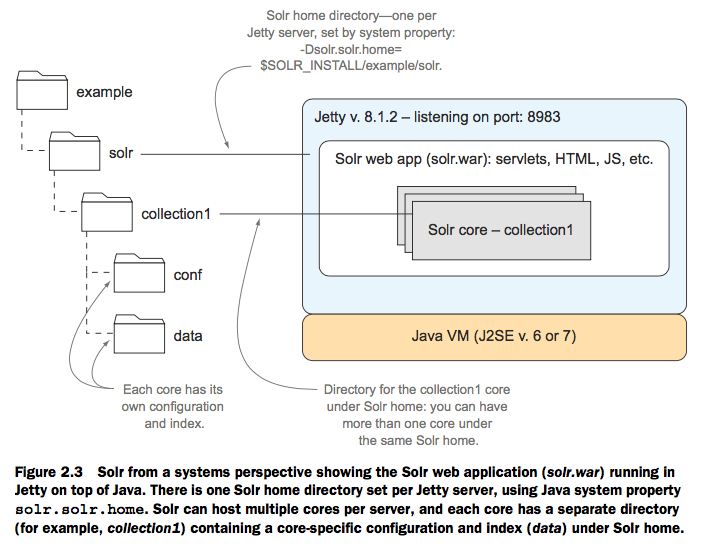 Solr home directory—one per
Jetty server, set by system property:
-Dsolr.solr.home=
$SOLR_INSTALL/example/solr.
example
solr
collection1
conf
data
Jetty v. 8.1.2 – listening on port: 8983
Solr web app (solr.war): servlets, HTML, JS, etc.
Solr core – collection1
Java VM (J2SE v. 6 or 7)
Each core has its
own configuration
and index.
Directory for the collection1 core
under Solr home: you can have
more than one core under
the same Solr home.
Figure 2.3 Solr from a systems perspective showing the Solr web application (solr.war) running in
Jetty on top of Java. There is one Solr home directory set per Jetty server, using Java system property
solr.solr.home. Solr can host multiple cores per server, and each core has a separate directory
(for example, collection1) containing a core-specific configuration and index (data) under Solr home.